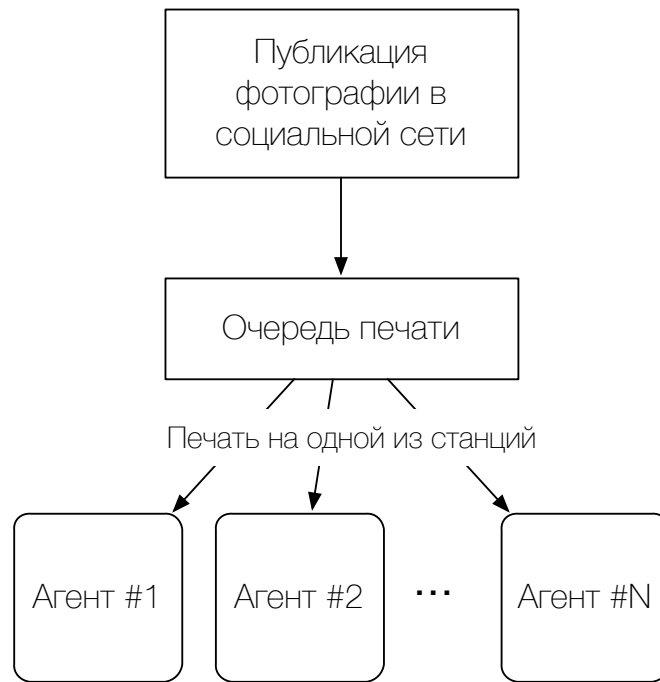 Публикация
фотографии в
социальной сети
Очередь печати
Печать на одной из станций
Агент #1
Агент #2
...
Агент #N